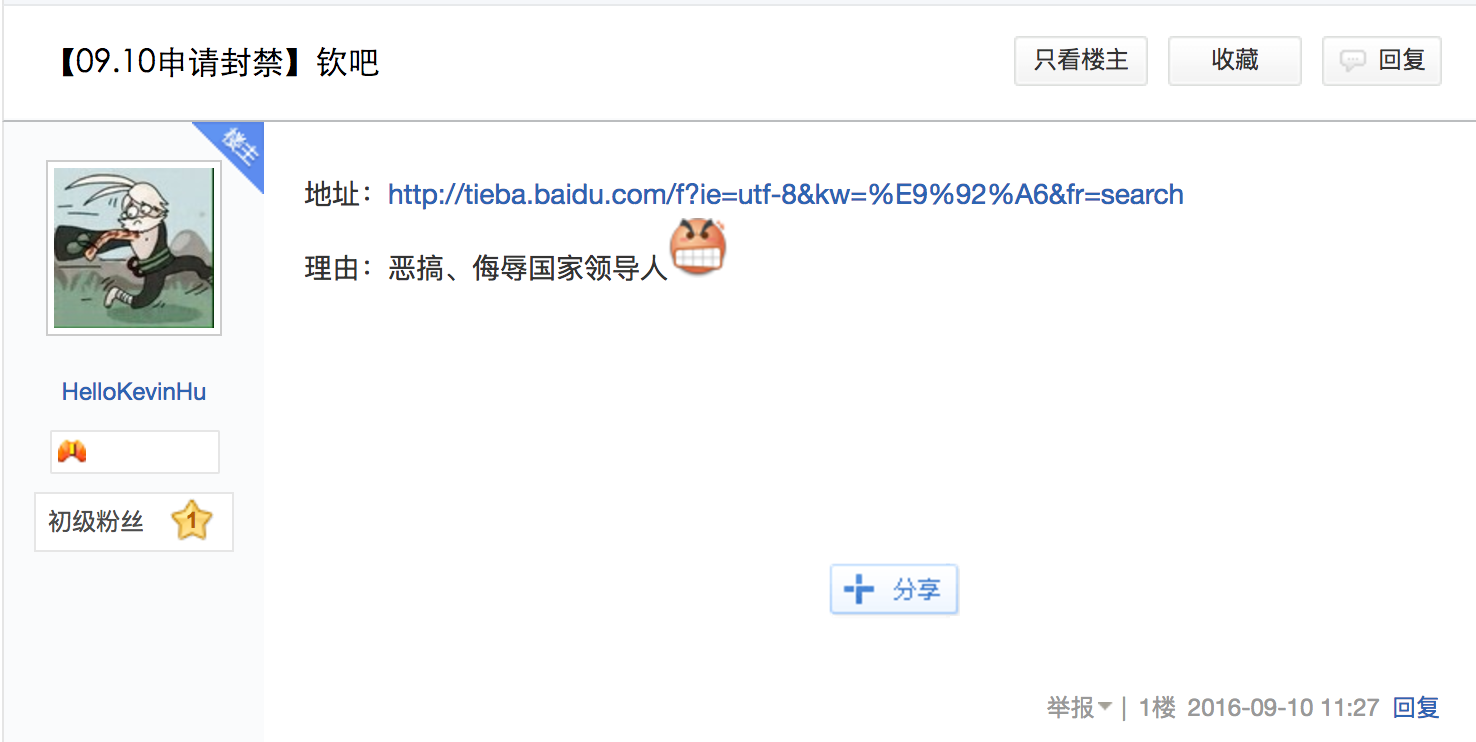 【09.10申请封禁】钦吧
只看楼主
收藏
回复
楼主
地址：http://tieba.baidu.com/f?ie=utf-8&kw=%E9%92%A6&fr=search
理由：恶搞、侮辱国家领导人
HelloKevinHu
初级粉丝 1
分享
举报 | 1楼 2016-09-10 11:27 回复